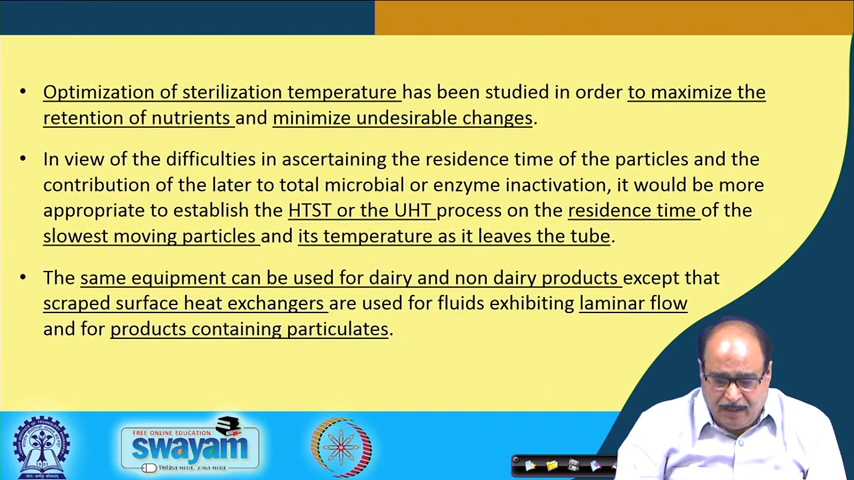 • Optimization of sterilization temperature has been studied in order to maximize the
retention of nutrients and minimize undesirable changes.
• In view of the difficulties in ascertaining the residence time of the particles and the
contribution of the later to total microbial or enzyme inactivation, it would be more
appropriate to establish the HTST or the UHT process on the residence time of the
slowest moving particles and its temperature as it leaves the tube.
• The same equipment can be used for dairy and non dairy products except that
scraped surface heat exchangers are used for fluids exhibiting laminar flow
and for products containing particulates.
FREE ONLINE EDUCATION
swayam
शिक्षित भारत, उन्नत भारत